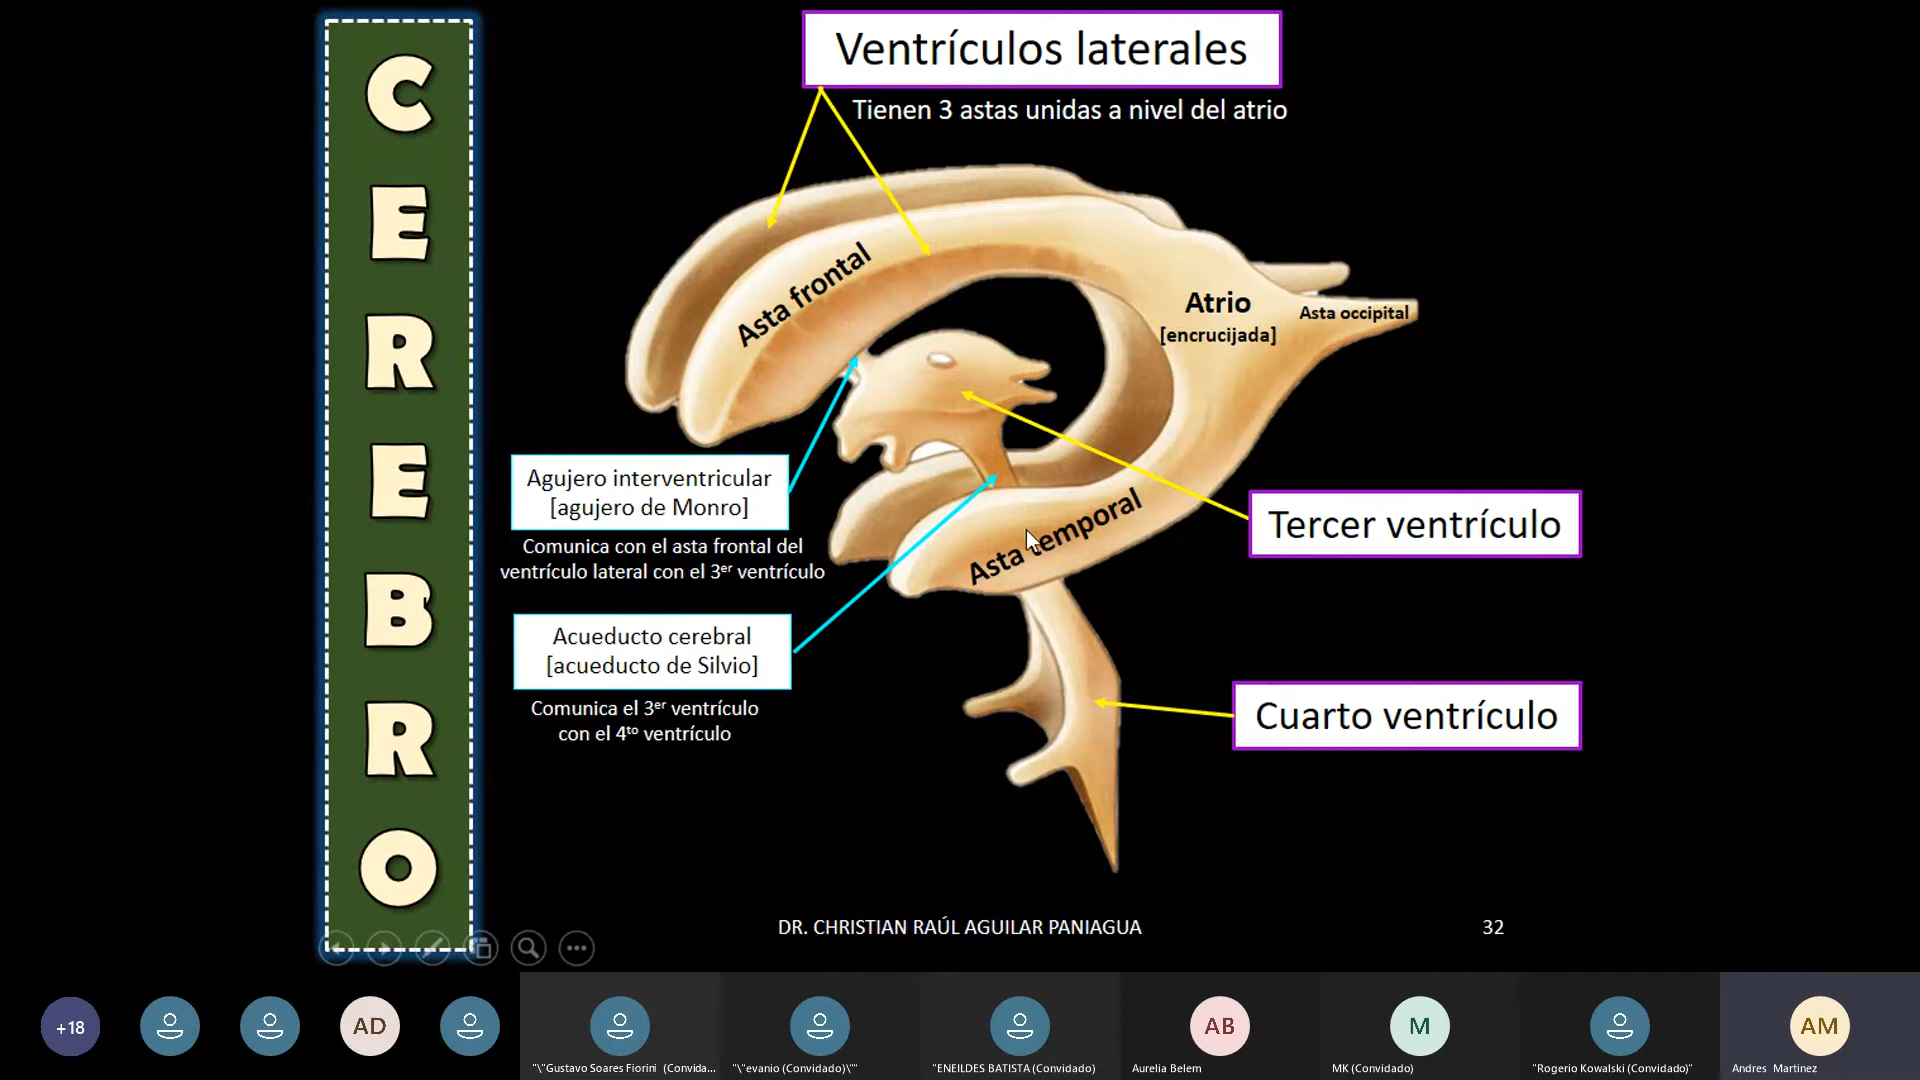 CEREBRO
Ventrículos laterales
Tienen 3 astas unidas a nivel del atrio
Asta frontal
Atrio
[encrucijada]
Asta occipital
Agujero interventricular
[agujero de Monro]
Comunica con el asta frontal del
ventrículo lateral con el 3er ventrículo
Asta temporal
Tercer ventrículo
Acueducto cerebral
[acueducto de Silvio]
Comunica el 3er ventrículo
con el 4to ventrículo
Cuarto ventrículo
DR. CHRISTIAN RAÚL AGUILAR PANIAGUA
32
+18
AD
AB
M
AM
"\"Gustavo Soares Fiorini (Convida...
"\"evanio (Convidado)\""
"ENEILDES BATISTA (Convidado)
Aurelia Belem
MK (Convidado)
"Rogerio Kowalski (Convidado)"
Andres Martinez